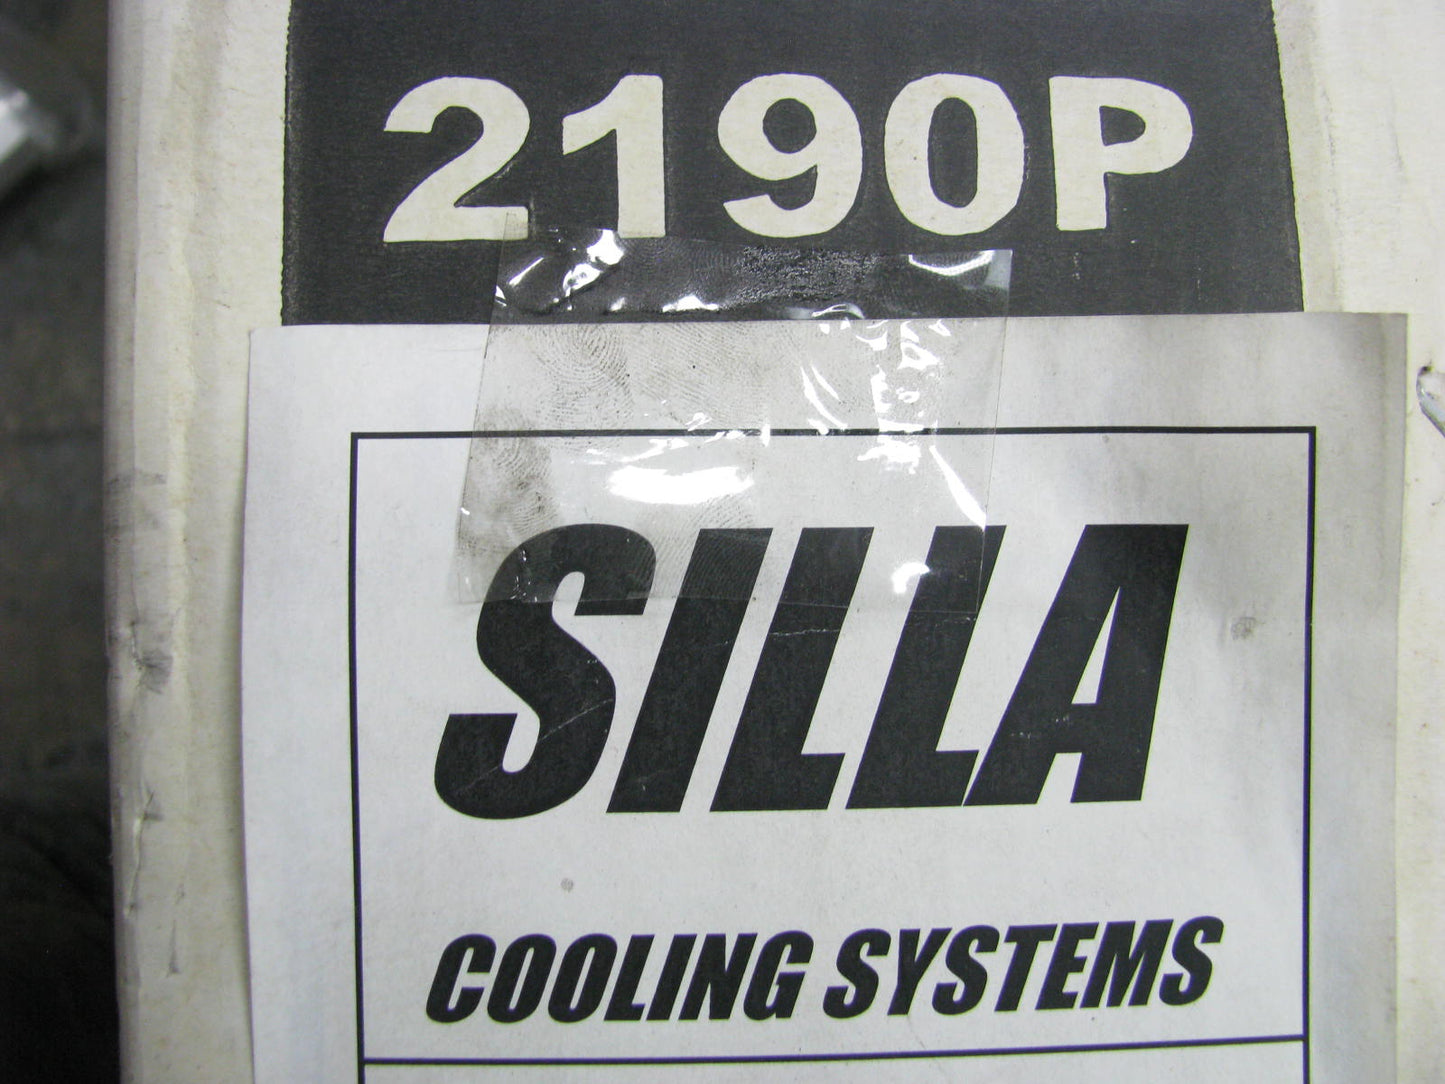 2190P
SILLA
COOLING SYSTEMS